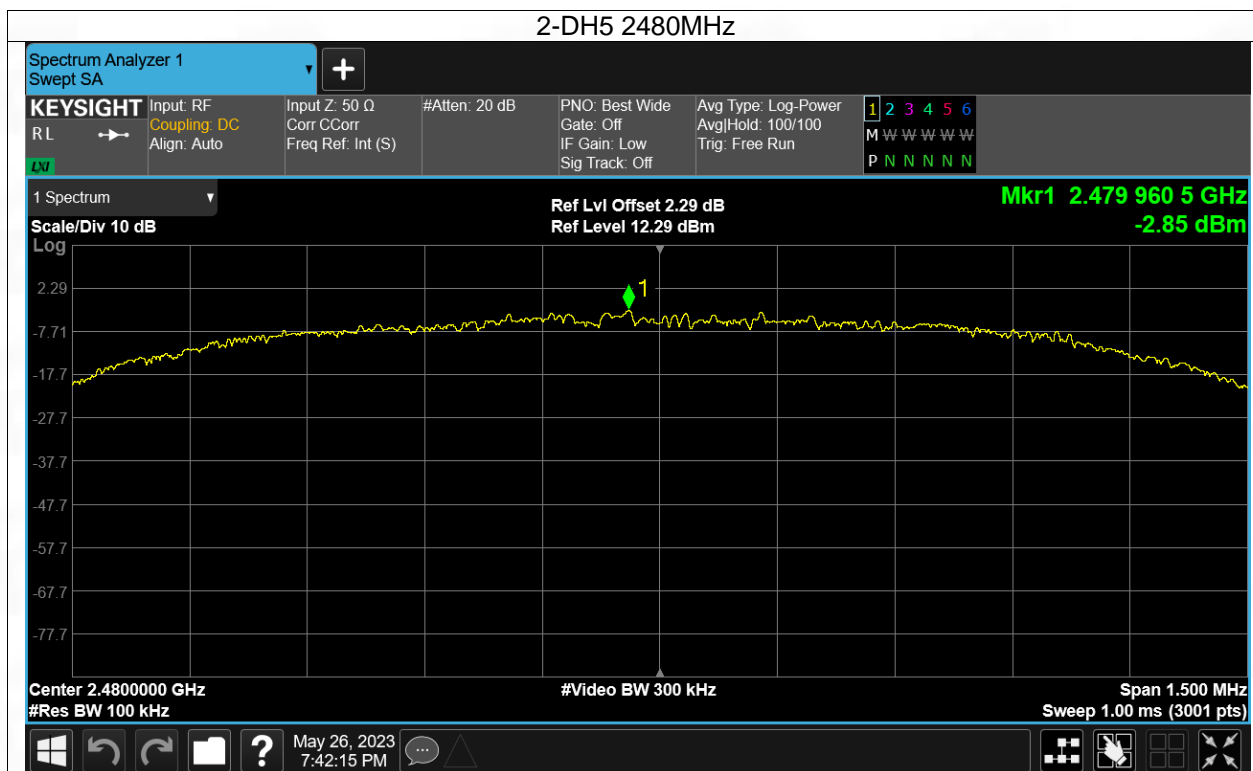 2-DH5 2480MHz
Spectrum Analyzer 1
Swept SA
KEYSIGHT
RL
LXI
Input: RF
Coupling: DC
Align: Auto
Input Z: 50 Ω
Corr CCorr
Freq Ref: Int (S)
#Atten: 20 dB
PNO: Best Wide
Gate: Off
IF Gain: Low
Sig Track: Off
Avg Type: Log-Power
Avg|Hold: 100/100
Trig: Free Run
1 2 3 4 5 6
M W W W W W
P N N N N N
1 Spectrum
Scale/Div 10 dB
Ref Lvl Offset 2.29 dB
Ref Level 12.29 dBm
Mkr1 2.479 960 5 GHz
-2.85 dBm
Log
1
2.29
-7.71
-17.7
-27.7
-37.7
-47.7
-57.7
-67.7
-77.7
Center 2.4800000 GHz
#Res BW 100 kHz
#Video BW 300 kHz
Span 1.500 MHz
Sweep 1.00 ms (3001 pts)
?
May 26, 2023
7:42:15 PM